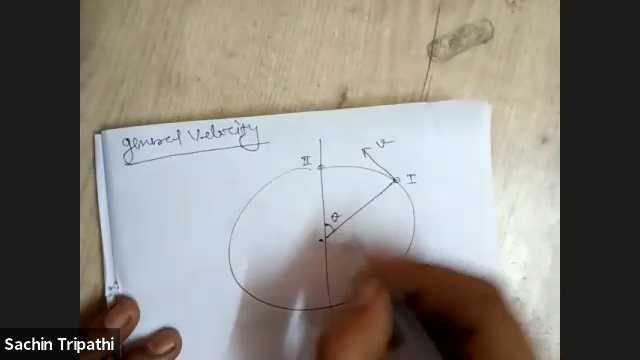 general Velocity
II
v
I
θ
Sachin Tripathi